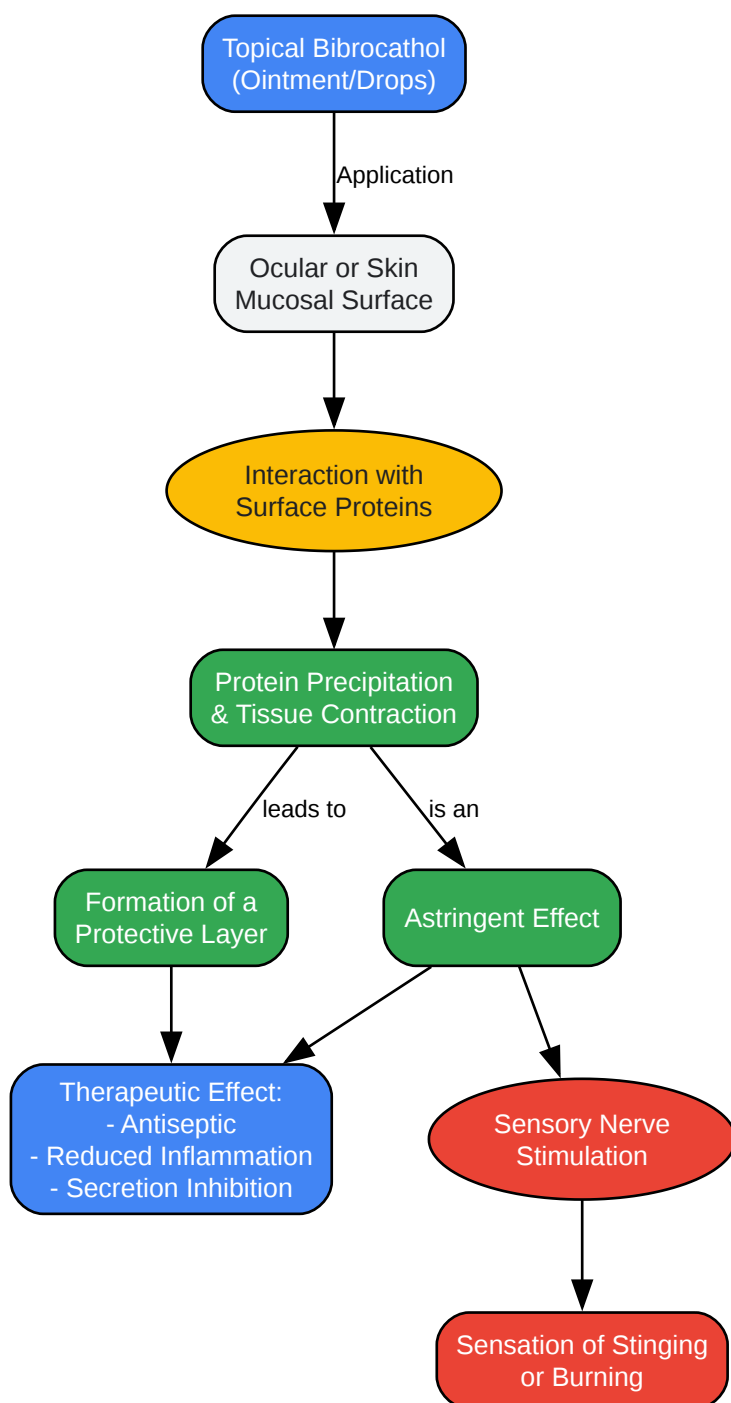 Topical Bibrocathol
(Ointment/Drops)
Application
Ocular or Skin
Mucosal Surface
Interaction with
Surface Proteins
Protein Precipitation
& Tissue Contraction
leads to
is an
Formation of a
Protective Layer
Astringent Effect
Therapeutic Effect:
- Antiseptic
- Reduced Inflammation
- Secretion Inhibition
Sensory Nerve
Stimulation
Sensation of Stinging
or Burning